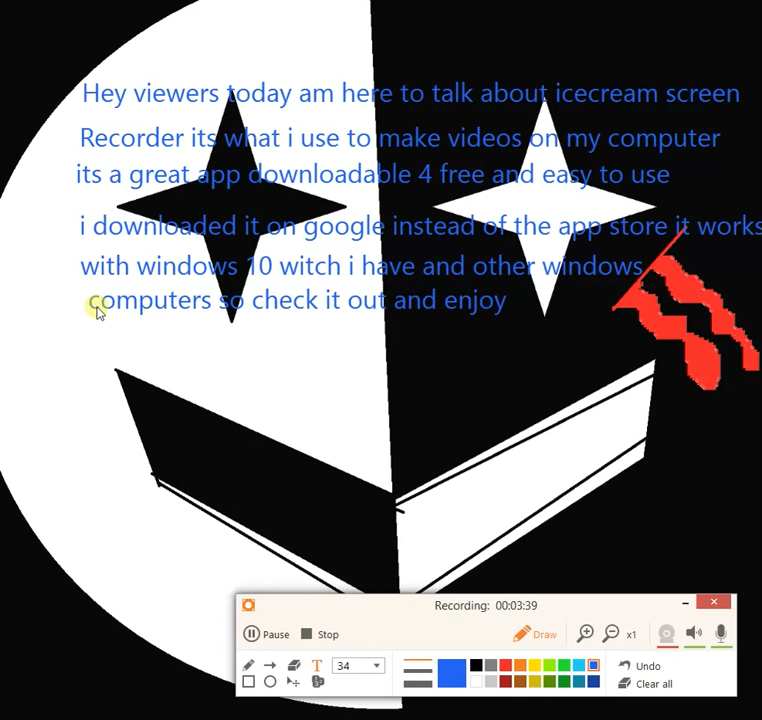 Hey viewers today am here to talk about icecream screen
Recorder its what i use to make videos on my computer
its a great app downloadable 4 free and easy to use
i downloaded it on google instead of the app store it works
with windows 10 witch i have and other windows
computers so check it out and enjoy
Recording: 00:03:39
Pause Stop Draw x1
T 34 Undo
Clear all